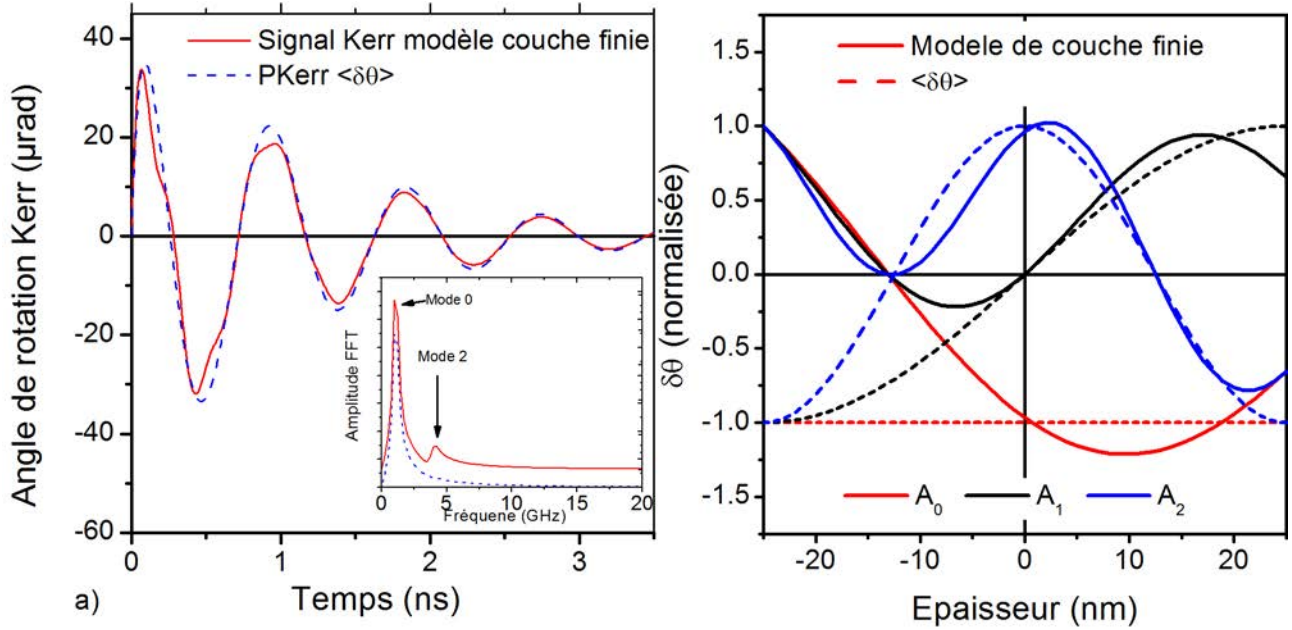 40
20
0
-20
-40
-60
Angle de rotation Kerr (µrad)
Signal Kerr modèle couche finie
PKerr <δθ>
Amplitude FFT
Mode 0
Mode 2
0 5 10 15 20
Fréquene (GHz)
0 1 2 3
Temps (ns)
a)
1.5
1.0
0.5
0.0
-0.5
-1.0
-1.5
δθ (normalisée)
Modele de couche finie
<δθ>
A0 A1 A2
-20 -10 0 10 20
Epaisseur (nm)